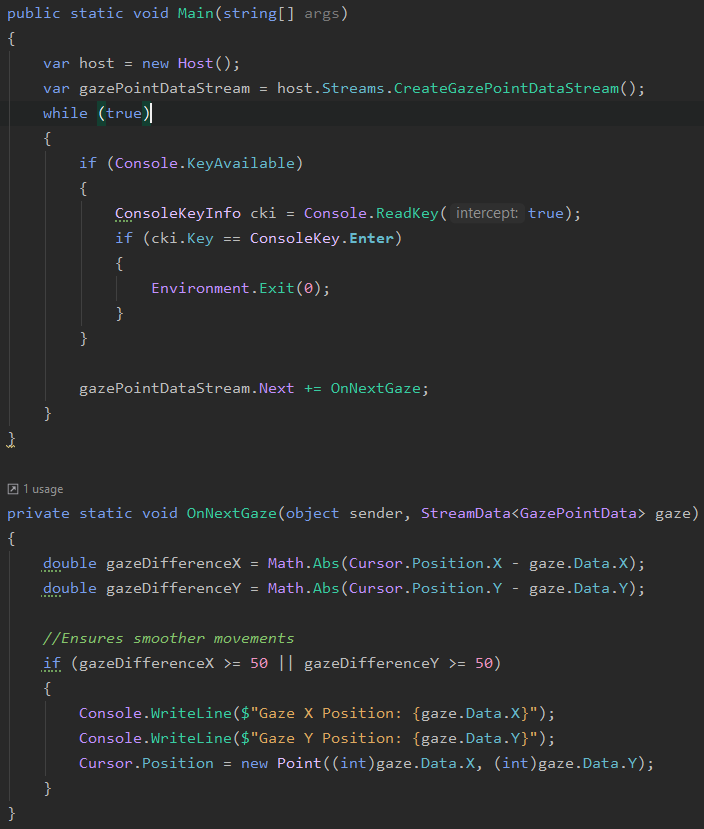 public static void Main(string[] args)
{
    var host = new Host();
    var gazePointDataStream = host.Streams.CreateGazePointDataStream();
    while (true)
    {
        if (Console.KeyAvailable)
        {
            ConsoleKeyInfo cki = Console.ReadKey( intercept: true);
            if (cki.Key == ConsoleKey.Enter)
            {
                Environment.Exit(0);
            }
        }

        gazePointDataStream.Next += OnNextGaze;
    }
}

1 usage
private static void OnNextGaze(object sender, StreamData<GazePointData> gaze)
{
    double gazeDifferenceX = Math.Abs(Cursor.Position.X - gaze.Data.X);
    double gazeDifferenceY = Math.Abs(Cursor.Position.Y - gaze.Data.Y);

    //Ensures smoother movements
    if (gazeDifferenceX >= 50 || gazeDifferenceY >= 50)
    {
        Console.WriteLine($"Gaze X Position: {gaze.Data.X}");
        Console.WriteLine($"Gaze Y Position: {gaze.Data.Y}");
        Cursor.Position = new Point((int)gaze.Data.X, (int)gaze.Data.Y);
    }
}